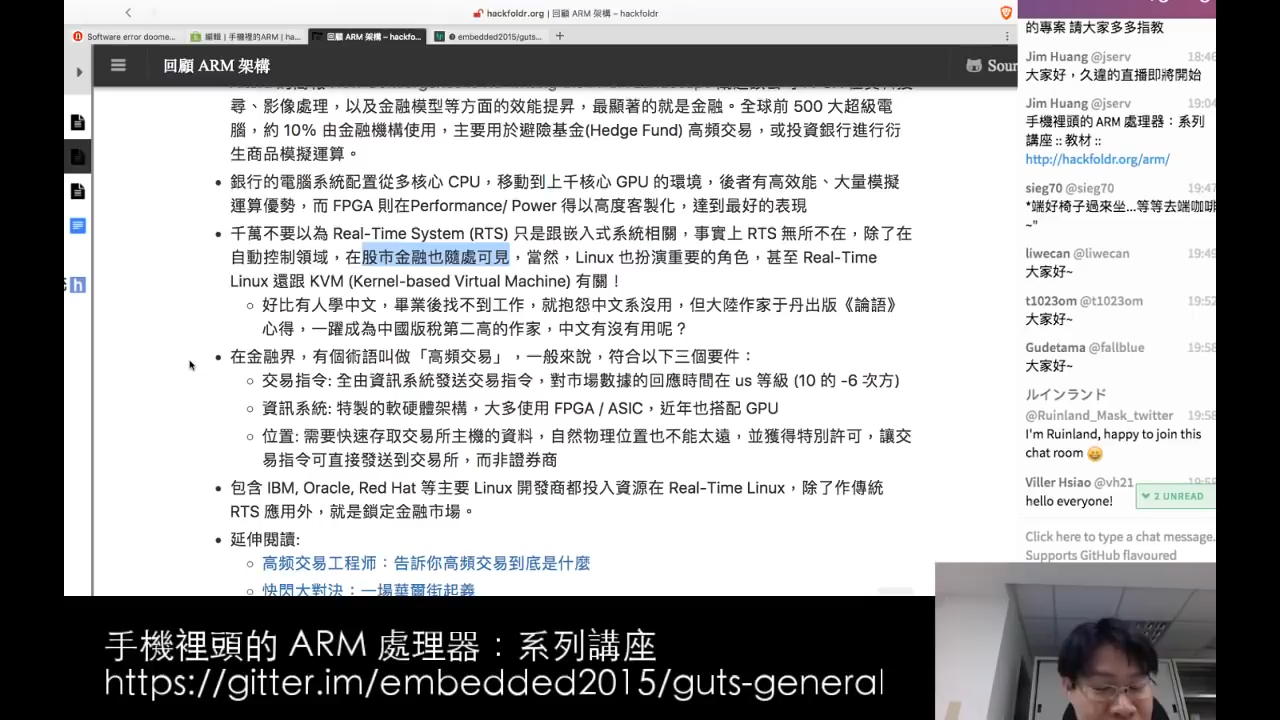 hackfoldr.org | 回顧 ARM 架構 – hackfoldr
Software error doome...
編輯 | 手機裡的ARM | ha...
回顧 ARM 架構 – hackfo...
embedded2015/guts...
回顧 ARM 架構
Sour
尋、影像處理，以及金融模型等方面的效能提昇，最顯著的就是金融。全球前 500 大超級電
腦，約 10% 由金融機構使用，主要用於避險基金(Hedge Fund) 高頻交易，或投資銀行進行衍
生商品模擬運算。
銀行的電腦系統配置從多核心 CPU，移動到上千核心 GPU 的環境，後者有高效能、大量模擬
運算優勢，而 FPGA 則在Performance/ Power 得以高度客製化，達到最好的表現
千萬不要以為 Real-Time System (RTS) 只是跟嵌入式系統相關，事實上 RTS 無所不在，除了在
自動控制領域，在股市金融也隨處可見，當然，Linux 也扮演重要的角色，甚至 Real-Time
Linux 還跟 KVM (Kernel-based Virtual Machine) 有關！
好比有人學中文，畢業後找不到工作，就抱怨中文系沒用，但大陸作家于丹出版《論語》
心得，一躍成為中國版稅第二高的作家，中文有沒有用呢？
在金融界，有個術語叫做「高頻交易」，一般來說，符合以下三個要件：
交易指令: 全由資訊系統發送交易指令，對市場數據的回應時間在 us 等級 (10 的 -6 次方)
資訊系統: 特製的軟硬體架構，大多使用 FPGA / ASIC，近年也搭配 GPU
位置: 需要快速存取交易所主機的資料，自然物理位置也不能太遠，並獲得特別許可，讓交
易指令可直接發送到交易所，而非證券商
包含 IBM, Oracle, Red Hat 等主要 Linux 開發商都投入資源在 Real-Time Linux，除了作傳統
RTS 應用外，就是鎖定金融市場。
延伸閱讀:
高频交易工程师：告訴你高頻交易到底是什麼
快閃大對決：一場華爾街起義
的專案 請大家多多指教
Jim Huang @jserv 18:46
大家好，久違的直播即將開始
Jim Huang @jserv 19:04
手機裡頭的 ARM 處理器：系列
講座 :: 教材 ::
http://hackfoldr.org/arm/
sieg70 @sieg70 19:47
*端好椅子過來坐...等等去端咖啡
~"
liwecan @liwecan
大家好~
t1023om @t1023om 19:52
大家好~
Gudetama @fallblue 19:58
大家好~
ルインランド
@Ruinland_Mask_twitter 19:58
I'm Ruinland, happy to join this
chat room
Viller Hsiao @vh21
hello everyone!
2 UNREAD
Click here to type a chat message.
Supports GitHub flavoured
手機裡頭的 ARM 處理器：系列講座
https://gitter.im/embedded2015/guts-general